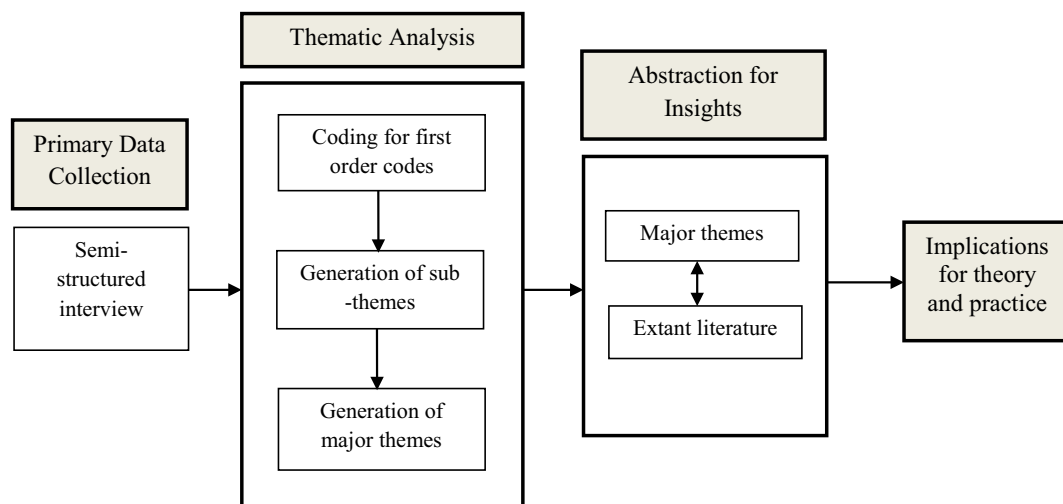 Primary Data
Collection
Semi-
structured
interview
Thematic Analysis
Coding for first
order codes
Generation of sub
-themes
Generation of
major themes
Abstraction for
Insights
Major themes
Extant literature
Implications
for theory
and practice